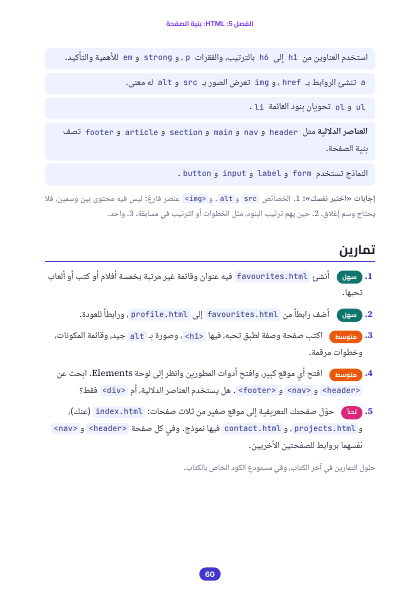 الفصل 5: HTML: بنية الصفحة
استخدم العناوين من h1 إلى h6 بالترتيب، والفقرات p ، و strong و em للأهمية والتأكيد.
a تنشئ الروابط بـ href ، و img تعرض الصور بـ src و alt له معنى.
ul و ol تحتويان بنود القائمة li .
العناصر الدلالية مثل header و nav و main و section و article و footer تصف
بنية الصفحة.
النماذج تستخدم form و label و input و button .
إجابات «اختبر نفسك»: 1. الخصائص src و alt . و <img> عنصر فارغ: ليس فيه محتوى بين وسمين، فلا
يحتاج وسم إغلاق. 2. حين يهم ترتيب البنود، مثل الخطوات أو الترتيب في مسابقة. 3. واحد.
تمارين
1. سهل أنشئ favourites.html فيه عنوان وقائمة غير مرتبة بخمسة أفلام أو كتب أو ألعاب
تحبها.
2. سهل أضف رابطاً من favourites.html إلى profile.html ، ورابطاً للعودة.
3. متوسط اكتب صفحة وصفة لطبق تحبه، فيها <h1> ، وصورة بـ alt جيد، وقائمة المكونات،
وخطوات مرقمة.
4. متوسط افتح أي موقع كبير، وافتح أدوات المطورين وانظر إلى لوحة Elements. ابحث عن
<header> و <nav> و <footer> . هل يستخدم العناصر الدلالية، أم <div> فقط؟
5. تحدٍّ حوّل صفحتك التعريفية إلى موقع صغير من ثلاث صفحات: index.html (عنك)،
و projects.html ، و contact.html فيها نموذج. وفي كل صفحة <header> و <nav>
نفسهما بروابط للصفحتين الأخريين.
حلول التمارين في آخر الكتاب، وفي مستودع الكود الخاص بالكتاب.
60